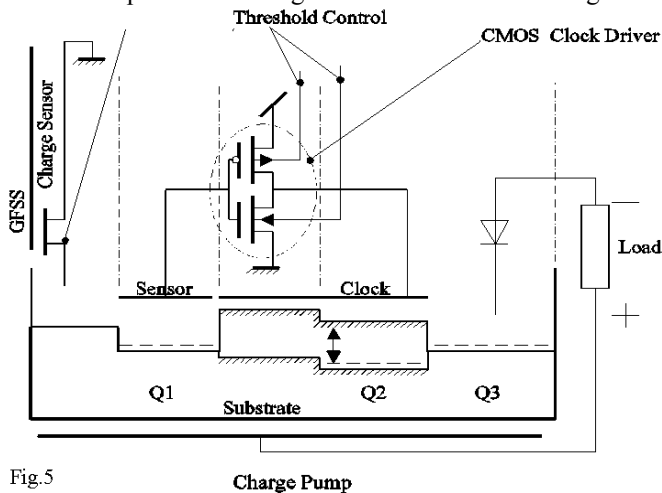 Threshold Control
CMOS Clock Driver
GFSS
Charge Sensor
Load
Sensor
Clock
Q1
Q2
Q3
Substrate
Fig.5
Charge Pump